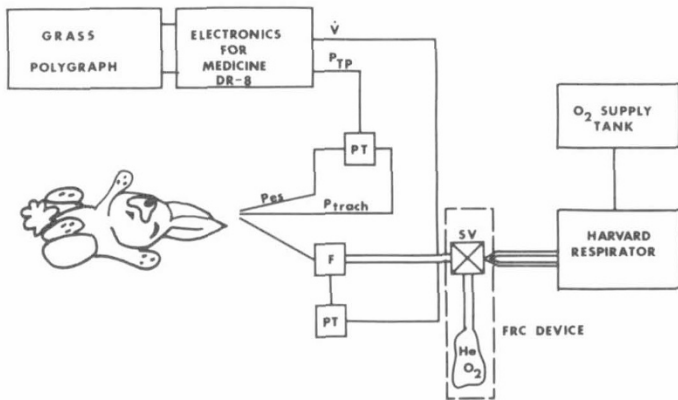 GRASS
POLYGRAPH
ELECTRONICS
FOR
MEDICINE
DR-8
V̇
PTP
O2 SUPPLY
TANK
PT
Pes
Ptrach
SV
HARVARD
RESPIRATOR
F
PT
FRC DEVICE
He
O2